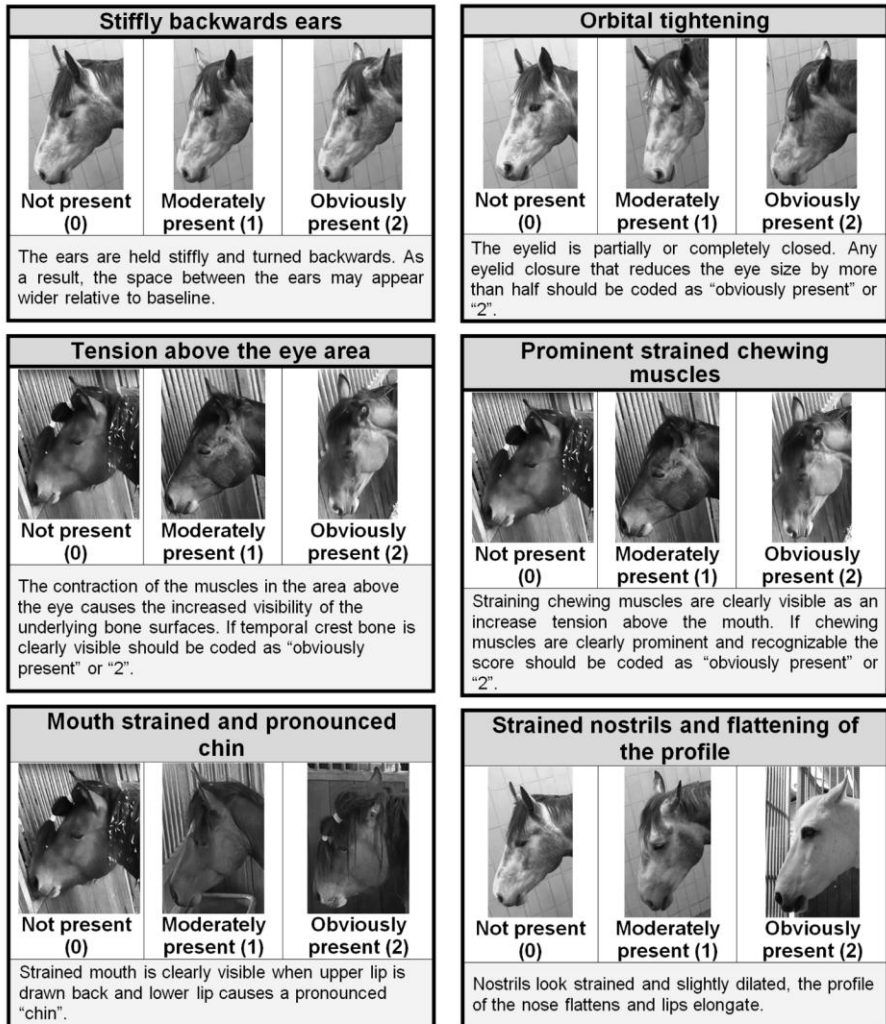 Stiffly backwards ears
Not present
(0)
Moderately
present (1)
Obviously
present (2)
The ears are held stiffly and turned backwards. As
a result, the space between the ears may appear
wider relative to baseline.
Orbital tightening
Not present
(0)
Moderately
present (1)
Obviously
present (2)
The eyelid is partially or completely closed. Any
eyelid closure that reduces the eye size by more
than half should be coded as “obviously present” or
“2”.
Tension above the eye area
Not present
(0)
Moderately
present (1)
Obviously
present (2)
The contraction of the muscles in the area above
the eye causes the increased visibility of the
underlying bone surfaces. If temporal crest bone is
clearly visible should be coded as “obviously
present” or “2”.
Prominent strained chewing
muscles
Not present
(0)
Moderately
present (1)
Obviously
present (2)
Straining chewing muscles are clearly visible as an
increase tension above the mouth. If chewing
muscles are clearly prominent and recognizable the
score should be coded as “obviously present” or
“2”.
Mouth strained and pronounced
chin
Not present
(0)
Moderately
present (1)
Obviously
present (2)
Strained mouth is clearly visible when upper lip is
drawn back and lower lip causes a pronounced
“chin”.
Strained nostrils and flattening of
the profile
Not present
(0)
Moderately
present (1)
Obviously
present (2)
Nostrils look strained and slightly dilated, the profile
of the nose flattens and lips elongate.